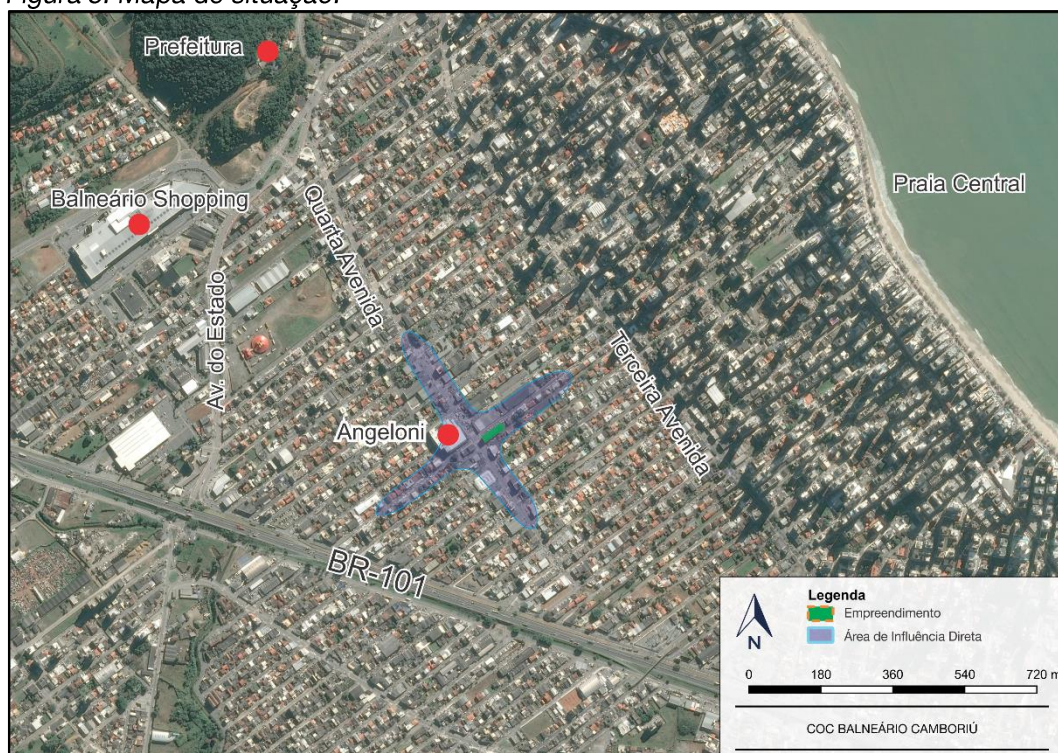 Figura 3. Mapa de situação.
Prefeitura
Balneário Shopping
Praia Central
Quarta Avenida
Av. do Estado
Terceira Avenida
Angeloni
BR-101
Legenda
Empreendimento
Área de Influência Direta
N
0 180 360 540 720 m
COC BALNEÁRIO CAMBORIÚ